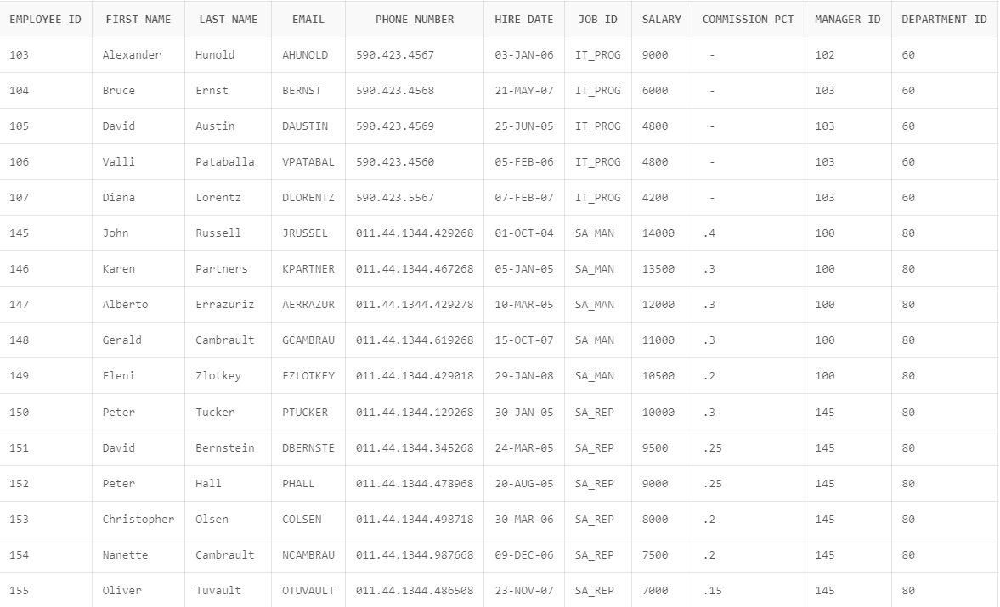 EMPLOYEE_ID FIRST_NAME LAST_NAME EMAIL PHONE_NUMBER HIRE_DATE JOB_ID SALARY COMMISSION_PCT MANAGER_ID DEPARTMENT_ID
103 Alexander Hunold AHUNOLD 590.423.4567 03-JAN-06 IT_PROG 9000 - 102 60
104 Bruce Ernst BERNST 590.423.4568 21-MAY-07 IT_PROG 6000 - 103 60
105 David Austin DAUSTIN 590.423.4569 25-JUN-05 IT_PROG 4800 - 103 60
106 Valli Pataballa VPATABAL 590.423.4560 05-FEB-06 IT_PROG 4800 - 103 60
107 Diana Lorentz DLORENTZ 590.423.5567 07-FEB-07 IT_PROG 4200 - 103 60
145 John Russell JRUSSEL 011.44.1344.429268 01-OCT-04 SA_MAN 14000 .4 100 80
146 Karen Partners KPARTNER 011.44.1344.467268 05-JAN-05 SA_MAN 13500 .3 100 80
147 Alberto Errazuriz AERRAZUR 011.44.1344.429278 10-MAR-05 SA_MAN 12000 .3 100 80
148 Gerald Cambrault GCAMBRAU 011.44.1344.619268 15-OCT-07 SA_MAN 11000 .3 100 80
149 Eleni Zlotkey EZLOTKEY 011.44.1344.429018 29-JAN-08 SA_MAN 10500 .2 100 80
150 Peter Tucker PTUCKER 011.44.1344.129268 30-JAN-05 SA_REP 10000 .3 145 80
151 David Bernstein DBERNSTE 011.44.1344.345268 24-MAR-05 SA_REP 9500 .25 145 80
152 Peter Hall PHALL 011.44.1344.478968 20-AUG-05 SA_REP 9000 .25 145 80
153 Christopher Olsen COLSEN 011.44.1344.498718 30-MAR-06 SA_REP 8000 .2 145 80
154 Nanette Cambrault NCAMBRAU 011.44.1344.987668 09-DEC-06 SA_REP 7500 .2 145 80
155 Oliver Tuvault OTUVAULT 011.44.1344.486508 23-NOV-07 SA_REP 7000 .15 145 80